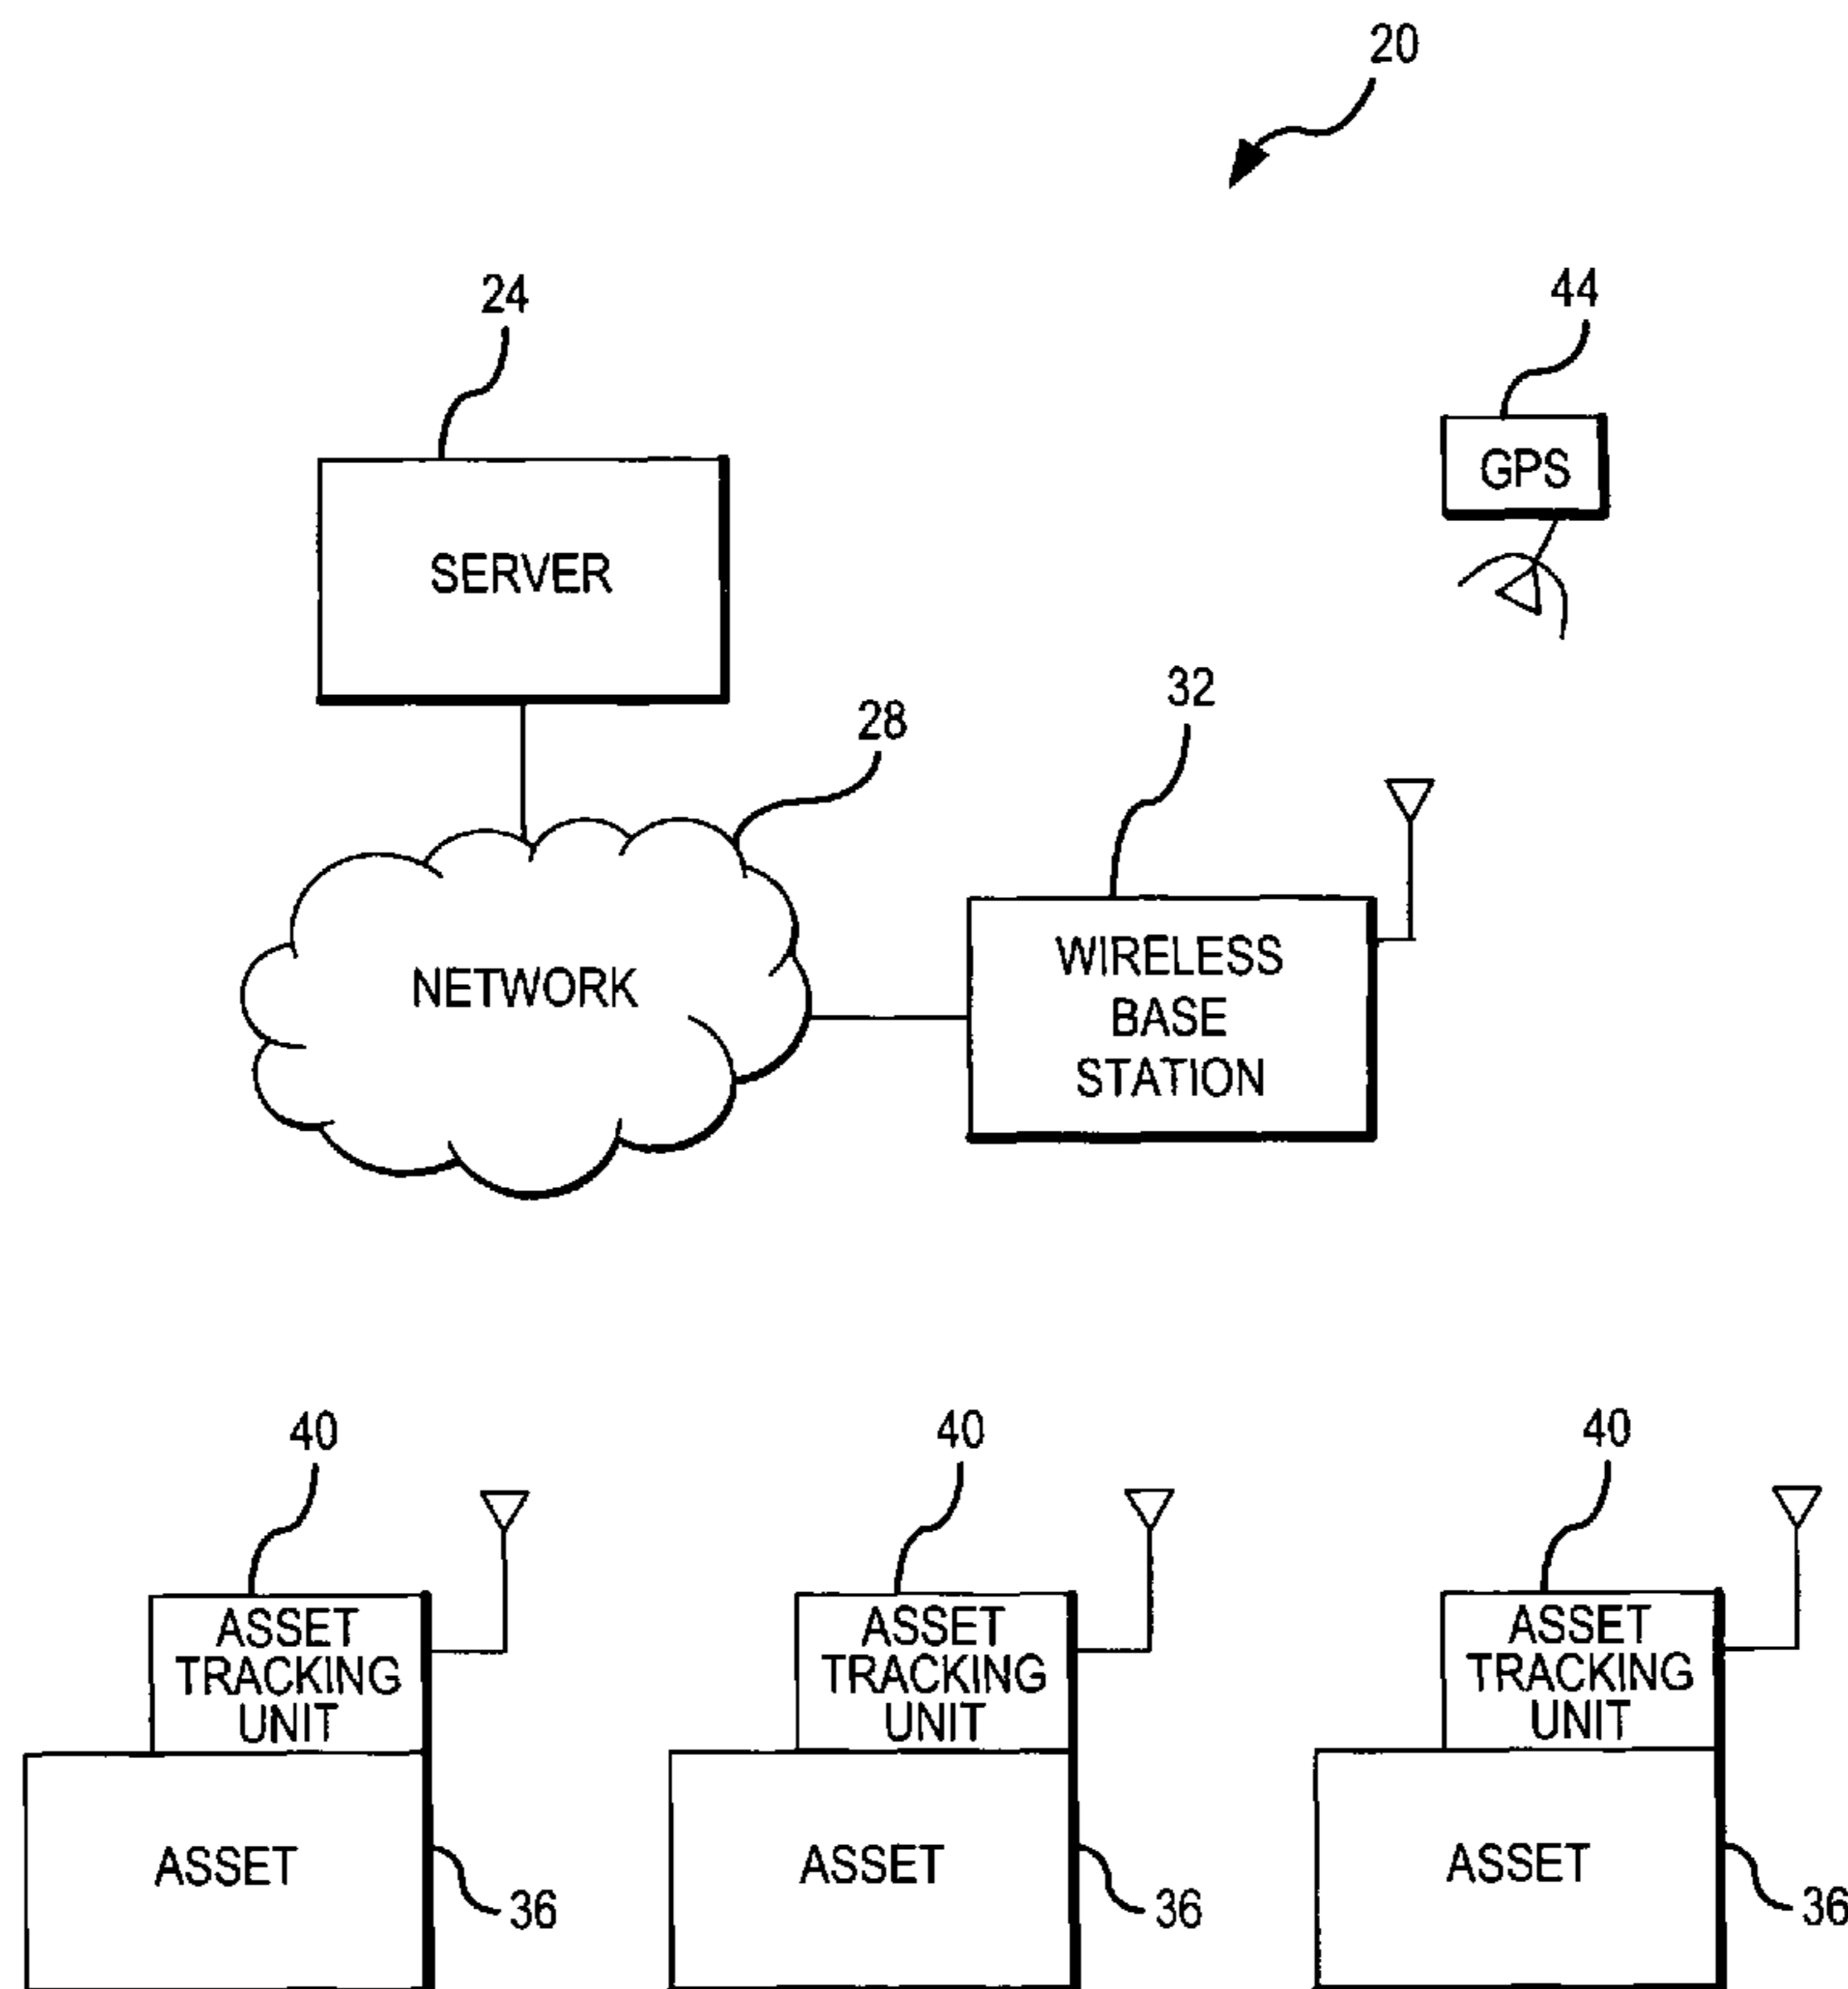 20
24
44
GPS
SERVER
28
32
NETWORK
WIRELESS
BASE
STATION
40
40
40
ASSET
TRACKING
UNIT
ASSET
TRACKING
UNIT
ASSET
TRACKING
UNIT
ASSET
36
ASSET
36
ASSET
36